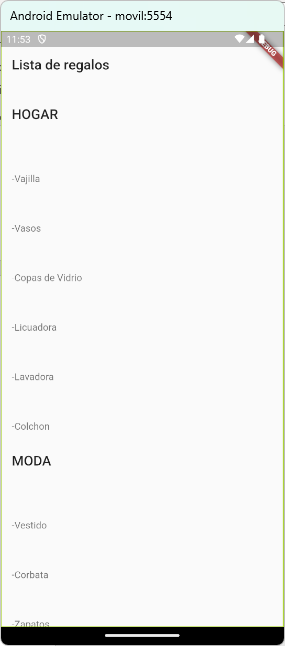 Android Emulator - movil:5554
11:53
DEBUG
Lista de regalos
HOGAR
-Vajilla
-Vasos
Copas de Vidrio
-Licuadora
-Lavadora
-Colchon
MODA
-Vestido
-Corbata
-Zapatos